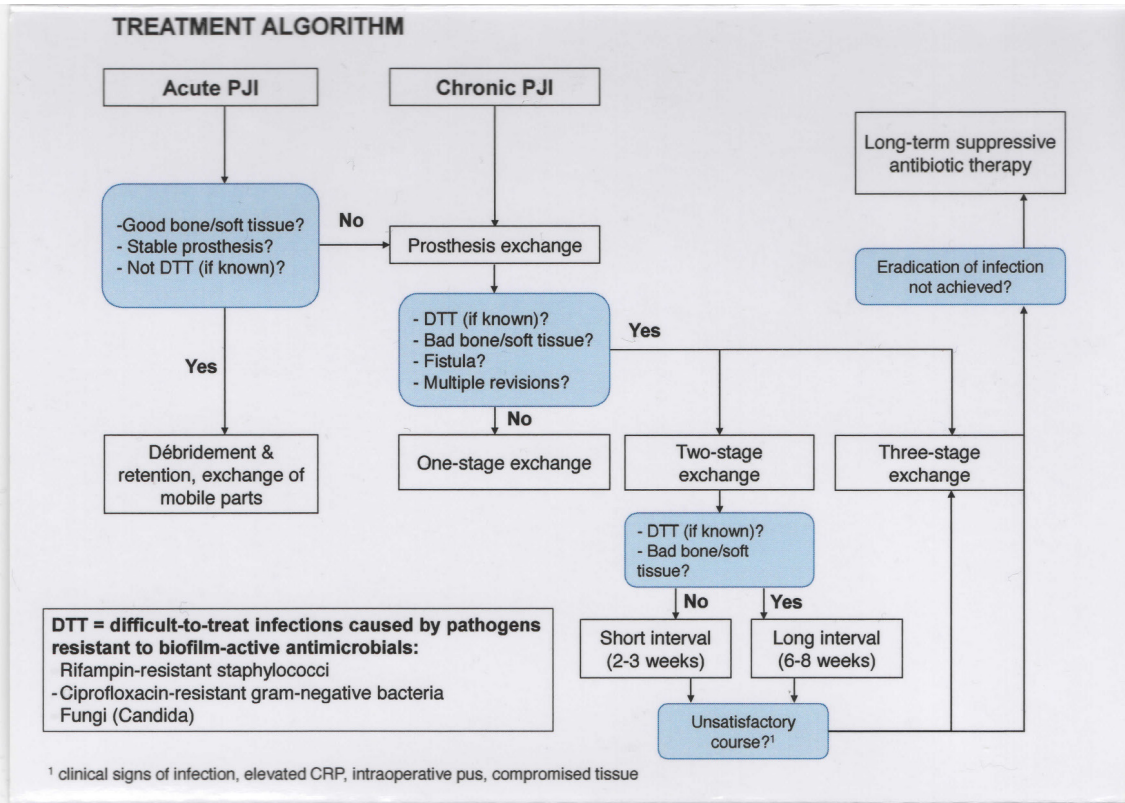 TREATMENT ALGORITHM
Acute PJI
Chronic PJI
Long-term suppressive
antibiotic therapy
-Good bone/soft tissue?
- Stable prosthesis?
- Not DTT (if known)?
No
Prosthesis exchange
Eradication of infection
not achieved?
Yes
- DTT (if known)?
- Bad bone/soft tissue?
- Fistula?
- Multiple revisions?
Yes
No
Débridement &
retention, exchange of
mobile parts
One-stage exchange
Two-stage
exchange
Three-stage
exchange
- DTT (if known)?
- Bad bone/soft
tissue?
No
Yes
Short interval
(2-3 weeks)
Long interval
(6-8 weeks)
Unsatisfactory
course?¹
DTT = difficult-to-treat infections caused by pathogens
resistant to biofilm-active antimicrobials:
Rifampin-resistant staphylococci
- Ciprofloxacin-resistant gram-negative bacteria
Fungi (Candida)
¹ clinical signs of infection, elevated CRP, intraoperative pus, compromised tissue